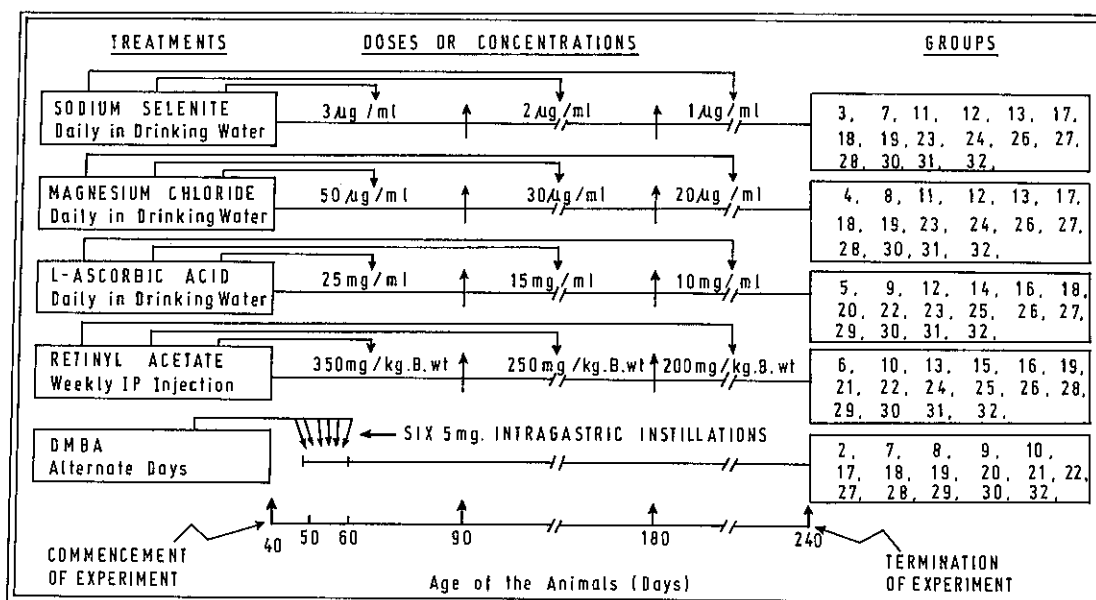 TREATMENTS DOSES OR CONCENTRATIONS GROUPS
SODIUM SELENITE
Daily in Drinking Water
3µg/ml 2µg/ml 1µg/ml
3, 7, 11, 12, 13, 17,
18, 19, 23, 24, 26, 27,
28, 30, 31, 32,
MAGNESIUM CHLORIDE
Daily in Drinking Water
50µg/ml 30µg/ml 20µg/ml
4, 8, 11, 12, 13, 17,
18, 19, 23, 24, 26, 27,
28, 30, 31, 32,
L-ASCORBIC ACID
Daily in Drinking Water
25mg/ml 15mg/ml 10mg/ml
5, 9, 12, 14, 16, 18,
20, 22, 23, 25, 26, 27,
29, 30, 31, 32,
RETINYL ACETATE
Weekly IP Injection
350mg/kg.B.wt 250mg/kg.B.wt 200mg/kg.B.wt
6, 10, 13, 15, 16, 19,
21, 22, 24, 25, 26, 28,
29, 30 31, 32,
DMBA
Alternate Days
SIX 5mg. INTRAGASTRIC INSTILLATIONS
2, 7, 8, 9, 10,
17, 18, 19, 20, 21, 22,
27, 28, 29, 30, 32,
40 50 60 90 180 240
COMMENCEMENT
OF EXPERIMENT
Age of the Animals (Days)
TERMINATION
OF EXPERIMENT